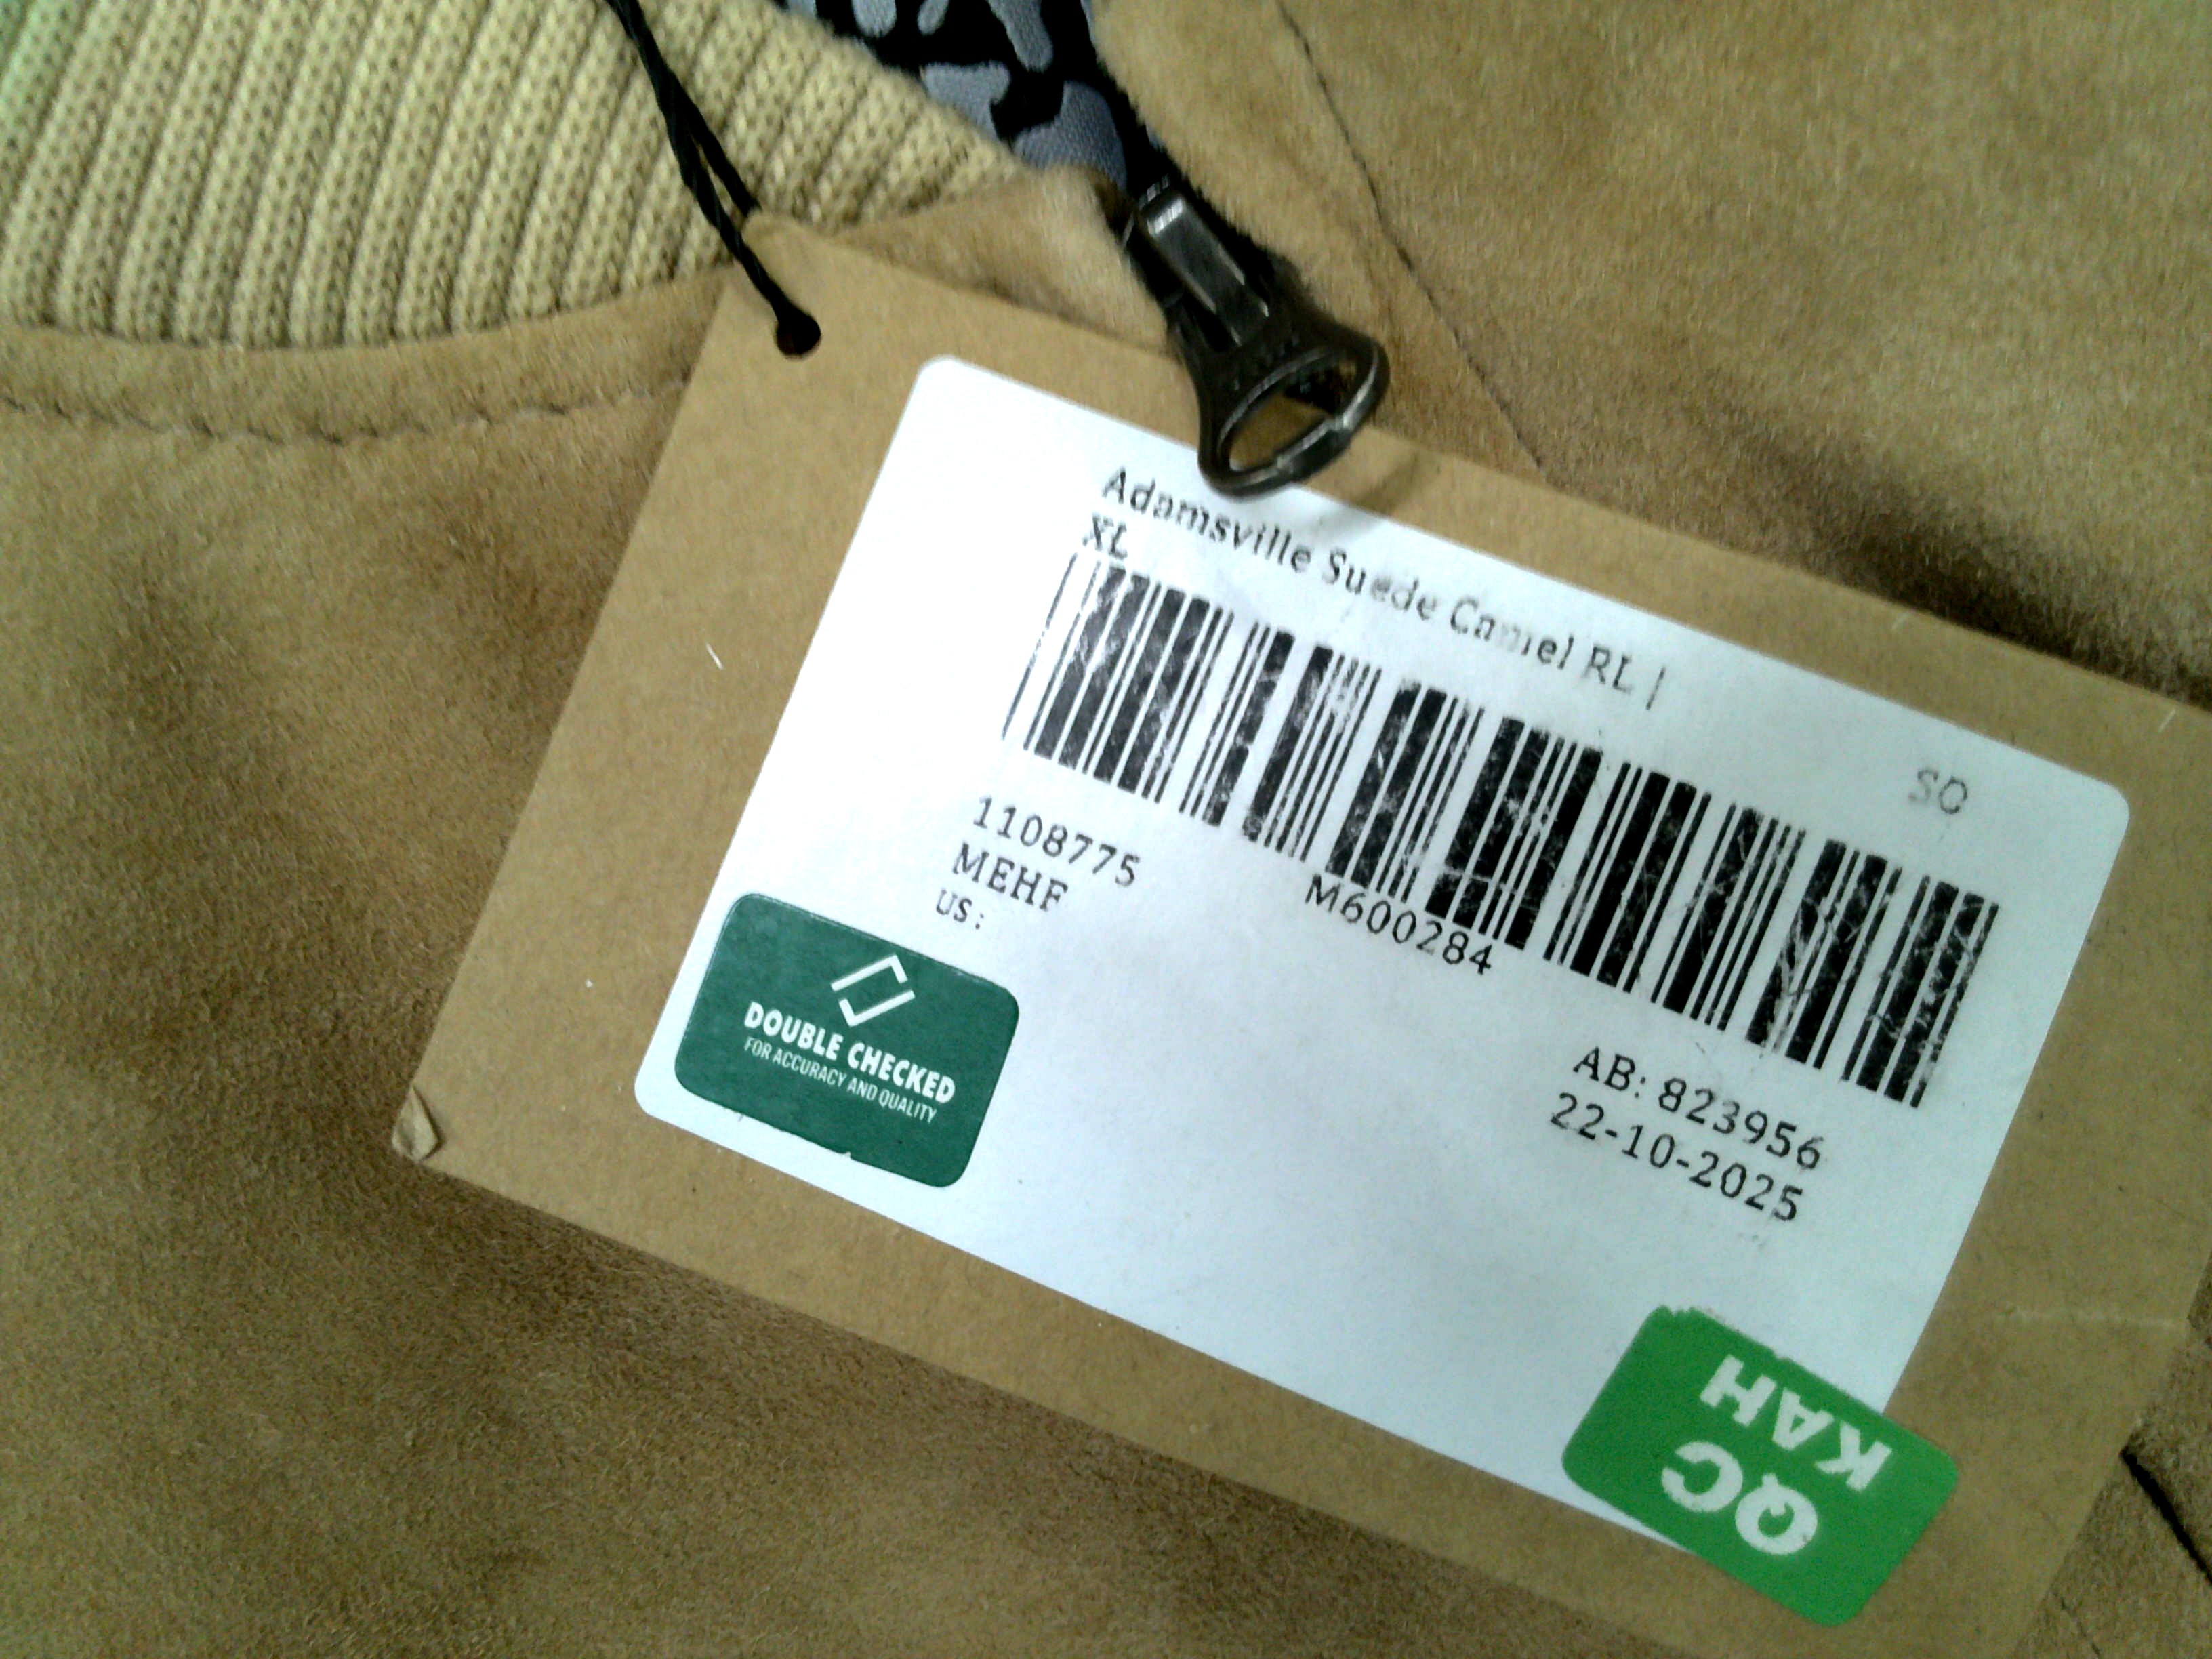 Adamsville Suede Camel RL |
XL
SO
1108775
MEHF
US:
M600284
AB: 823956
22-10-2025
DOUBLE CHECKED
FOR ACCURACY AND QUALITY
QC
KAH